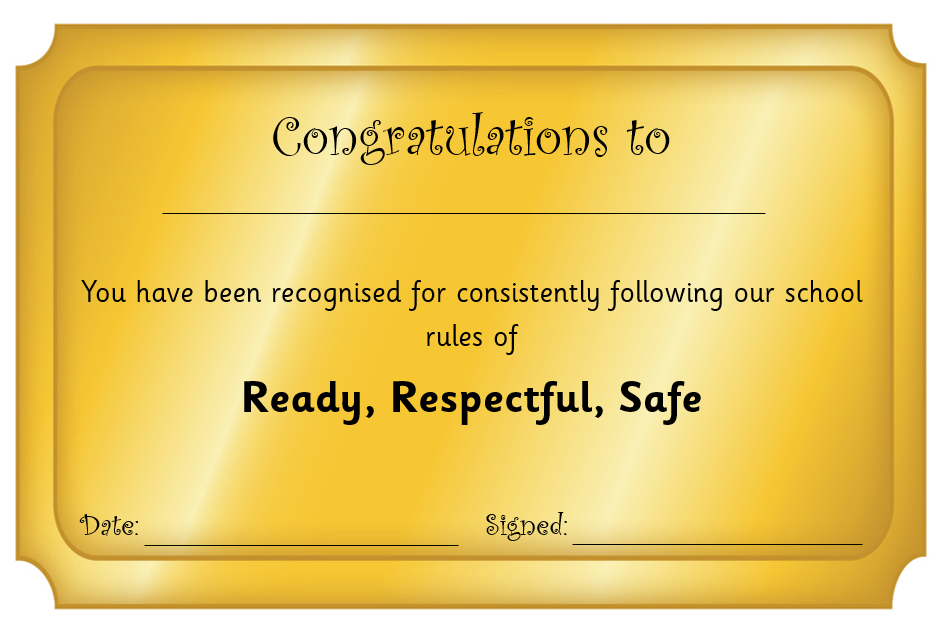 Congratulations to
You have been recognised for consistently following our school
rules of
Ready, Respectful, Safe
Date: Signed: